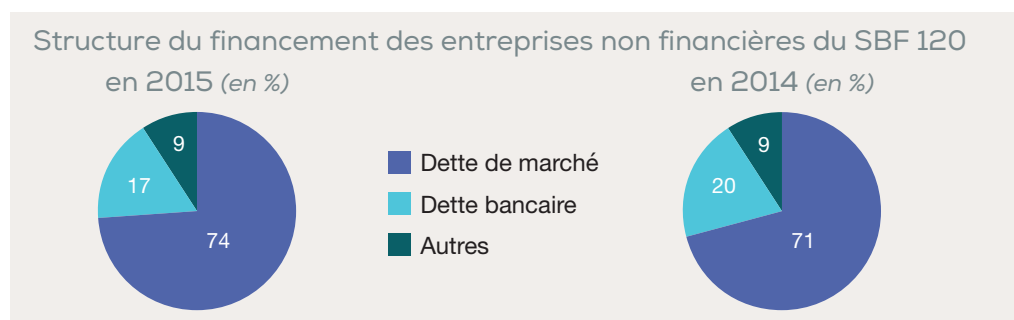 Structure du financement des entreprises non financières du SBF 120
en 2015 (en %)
en 2014 (en %)
9
17
74
Dette de marché
Dette bancaire
Autres
9
20
71